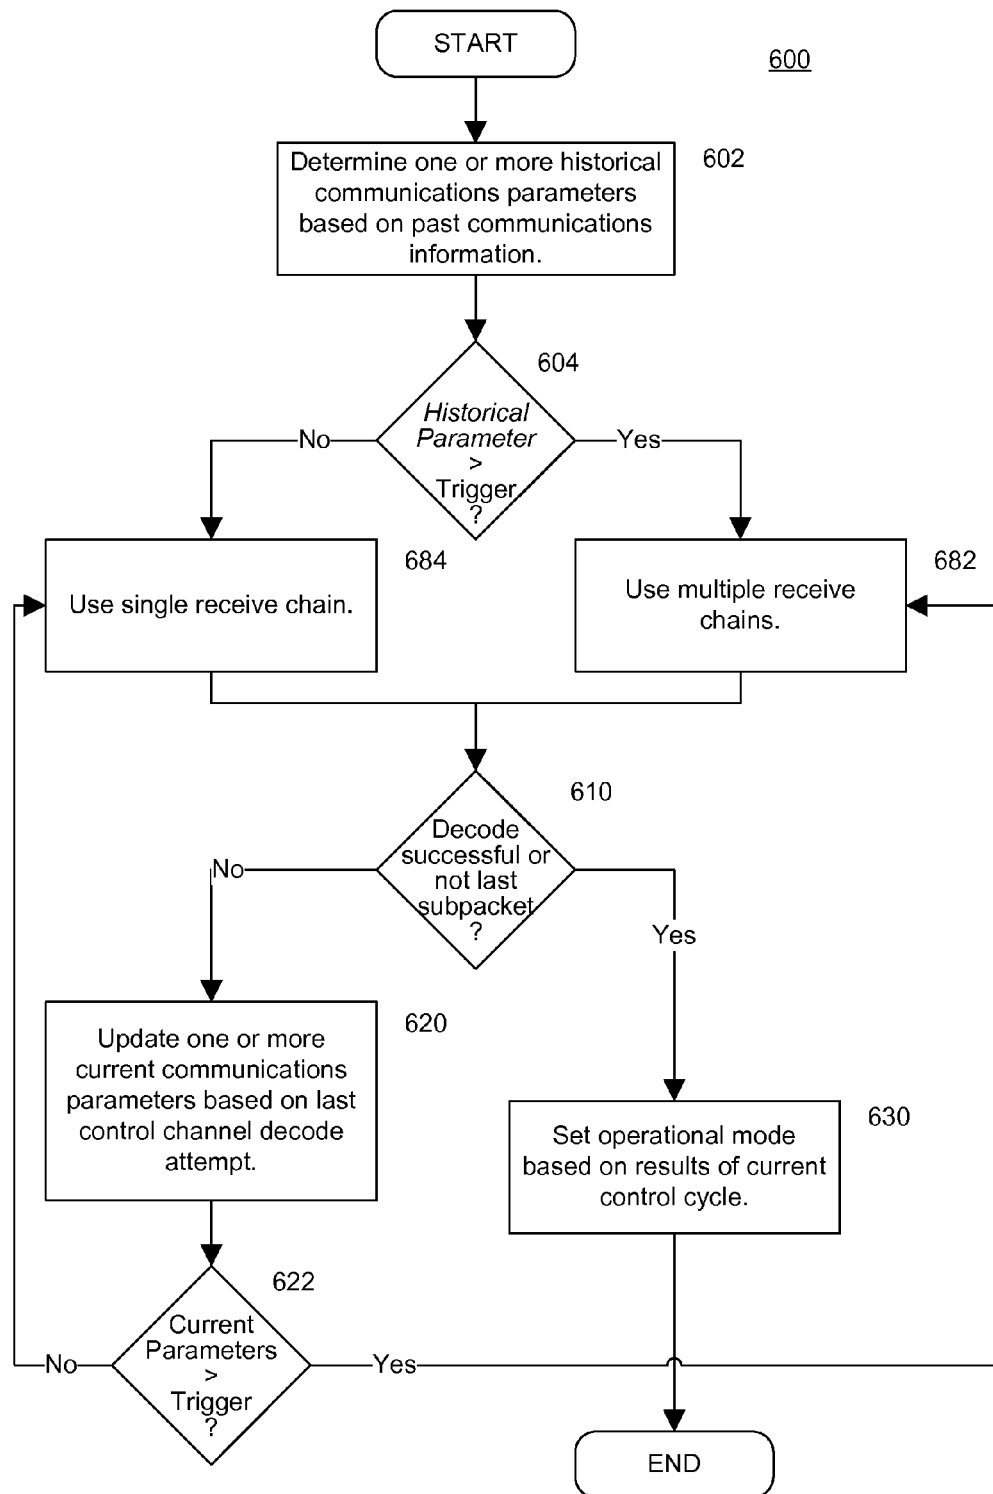 START
600
Determine one or more historical
communications parameters
based on past communications
information.
602
604
Historical
Parameter
>
Trigger
?
No
Yes
684
682
Use single receive chain.
Use multiple receive
chains.
610
Decode
successful or
not last
subpacket
?
No
Yes
620
Update one or more
current communications
parameters based on last
control channel decode
attempt.
630
Set operational mode
based on results of current
control cycle.
622
Current
Parameters
>
Trigger
?
No
Yes
END